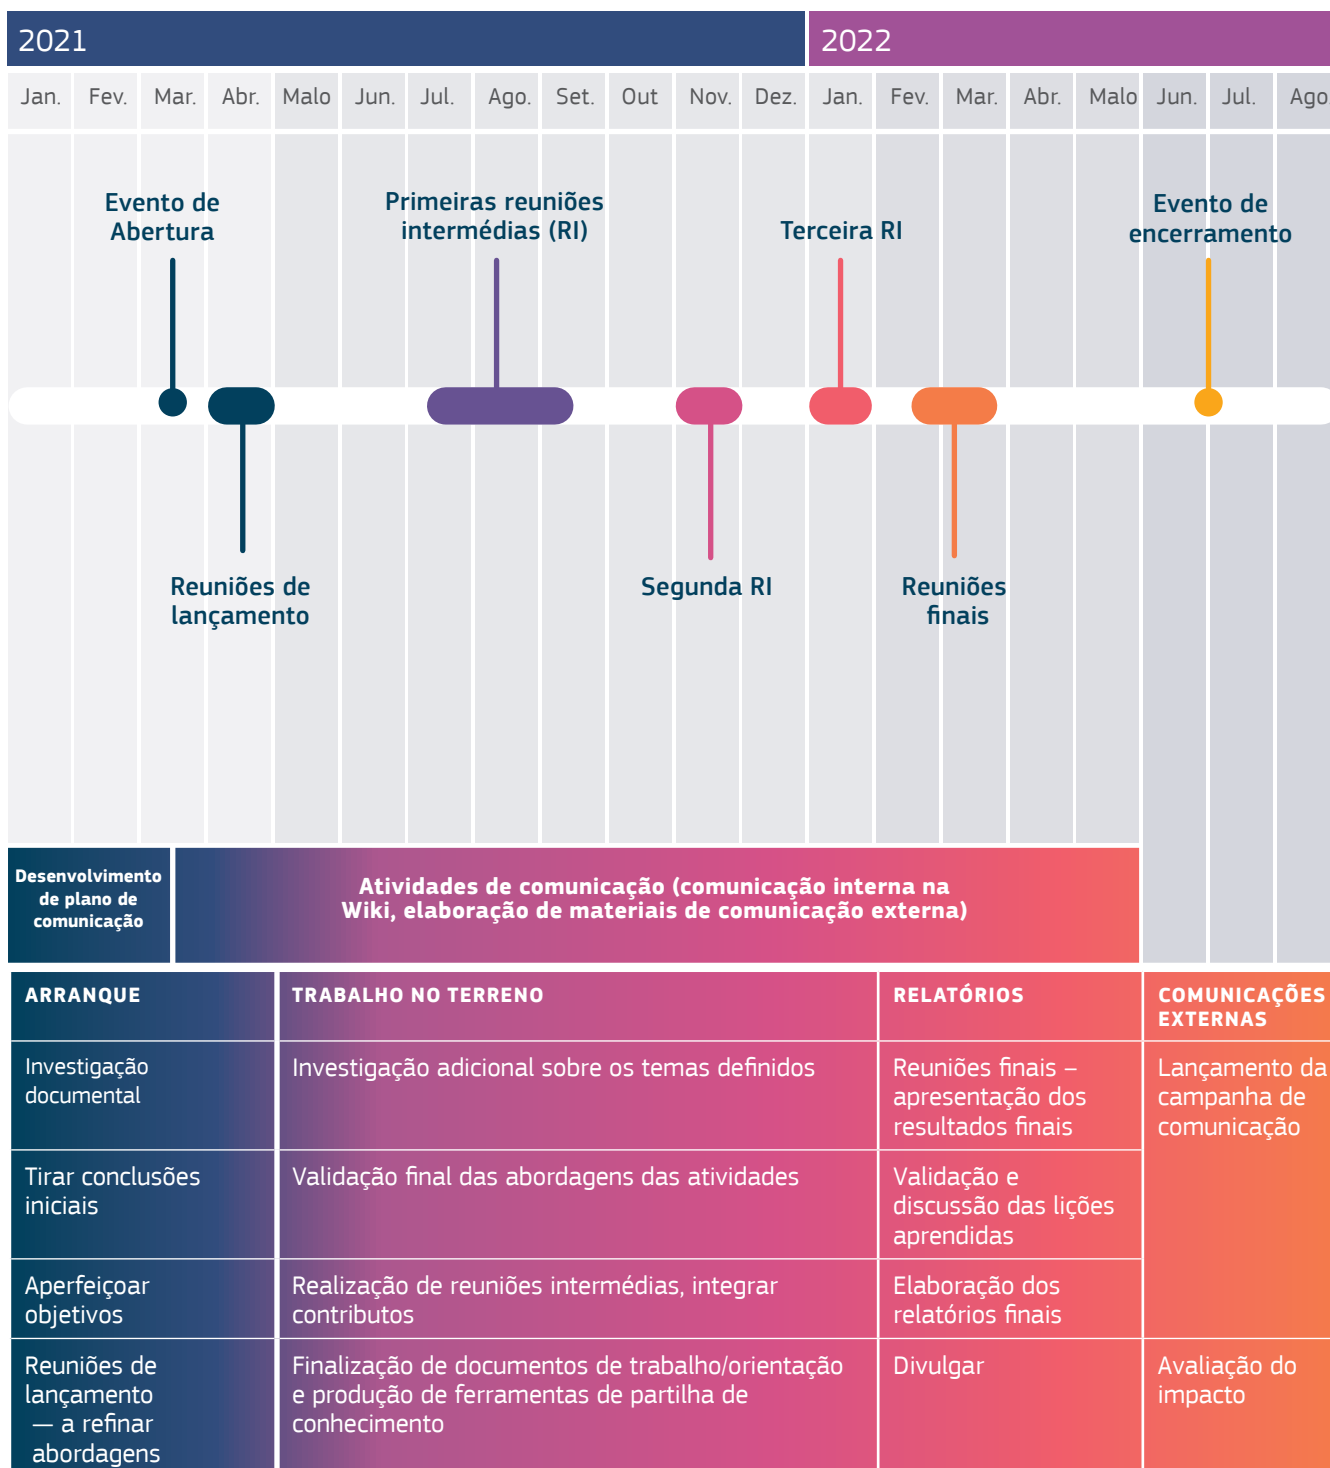 2021
2022
Jan. Fev. Mar. Abr. Malo Jun. Jul. Ago. Set. Out Nov. Dez. Jan. Fev. Mar. Abr. Malo Jun. Jul. Ago.
Evento de
Abertura
Primeiras reuniões
intermédias (RI)
Terceira RI
Evento de
encerramento
Reuniões de
lançamento
Segunda RI
Reuniões
finais
Desenvolvimento
de plano de
comunicação
Atividades de comunicação (comunicação interna na
Wiki, elaboração de materiais de comunicação externa)
ARRANQUE
TRABALHO NO TERRENO
RELATÓRIOS
COMUNICAÇÕES
EXTERNAS
Investigação
documental
Investigação adicional sobre os temas definidos
Reuniões finais –
apresentação dos
resultados finais
Lançamento da
campanha de
comunicação
Tirar conclusões
iniciais
Validação final das abordagens das atividades
Validação e
discussão das lições
aprendidas
Aperfeiçoar
objetivos
Realização de reuniões intermédias, integrar
contributos
Elaboração dos
relatórios finais
Reuniões de
lançamento
— a refinar
abordagens
Finalização de documentos de trabalho/orientação
e produção de ferramentas de partilha de
conhecimento
Divulgar
Avaliação do
impacto